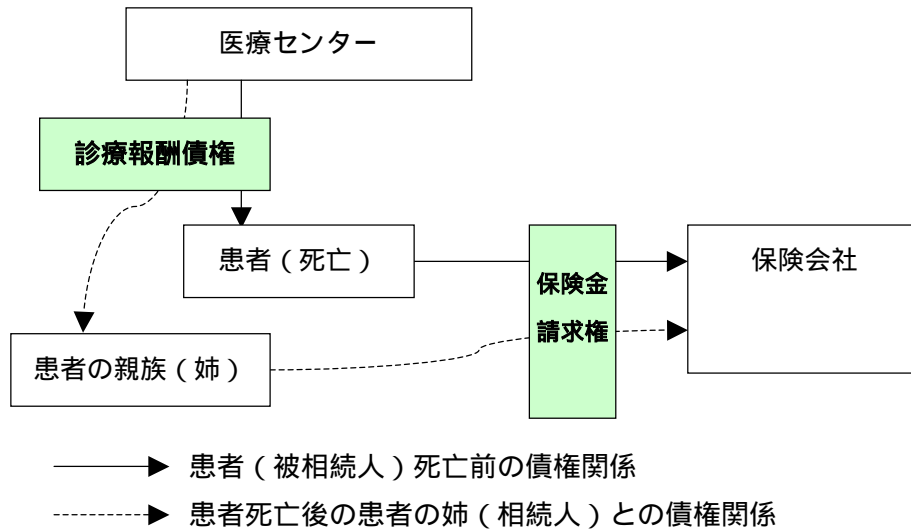 医療センター
診療報酬債権
患者（死亡）
保険金
請求権
保険会社
患者の親族（姉）
患者（被相続人）死亡前の債権関係
患者死亡後の患者の姉（相続人）との債権関係